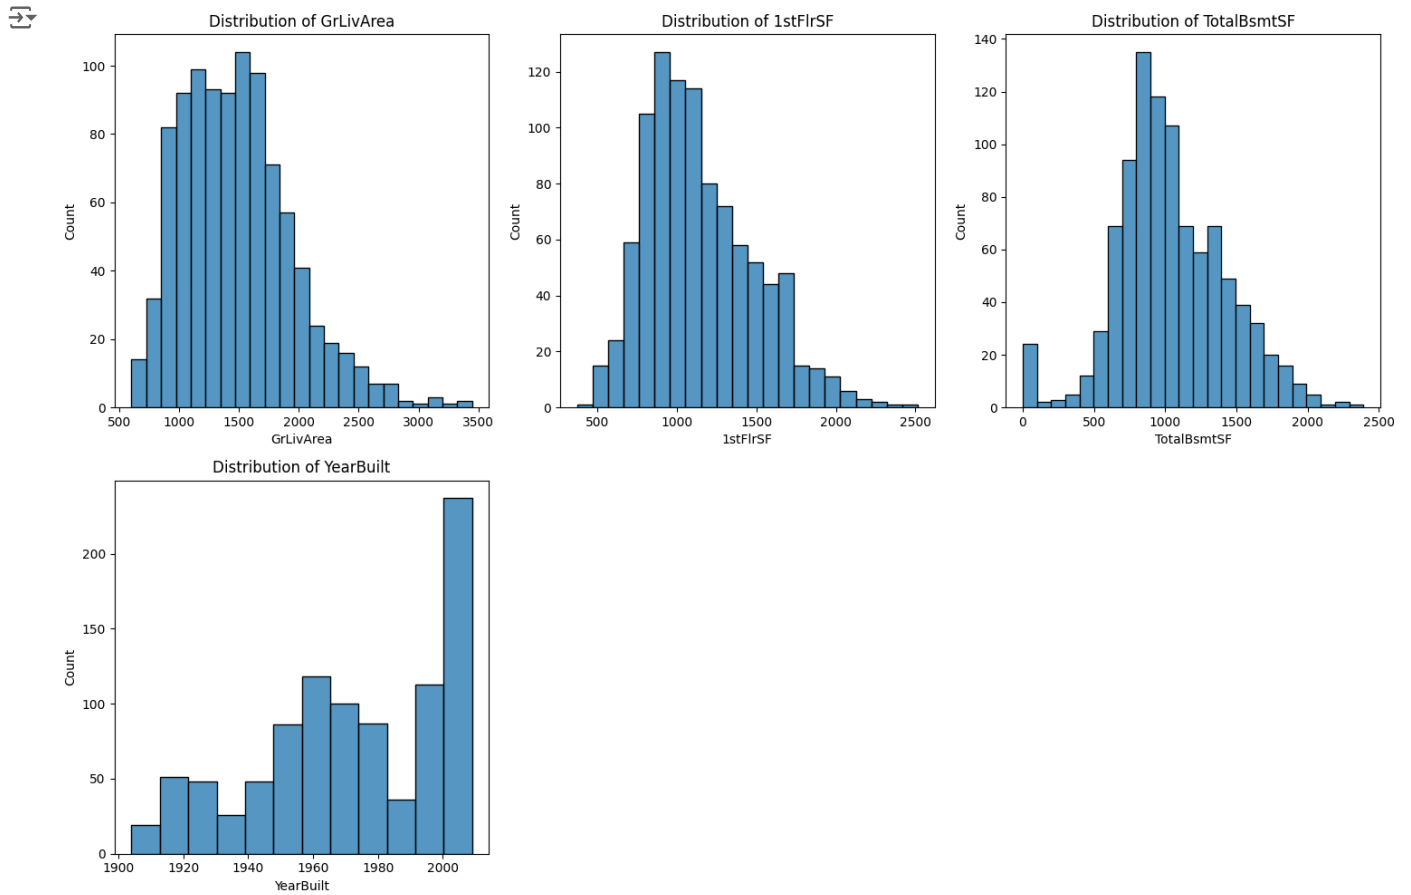 Distribution of GrLivArea
100
80
60
40
20
0
Count
500 1000 1500 2000 2500 3000 3500
GrLivArea
Distribution of 1stFlrSF
120
100
80
60
40
20
0
Count
500 1000 1500 2000 2500
1stFlrSF
Distribution of TotalBsmtSF
140
120
100
80
60
40
20
0
Count
0 500 1000 1500 2000 2500
TotalBsmtSF
Distribution of YearBuilt
200
150
100
50
0
Count
1900 1920 1940 1960 1980 2000
YearBuilt